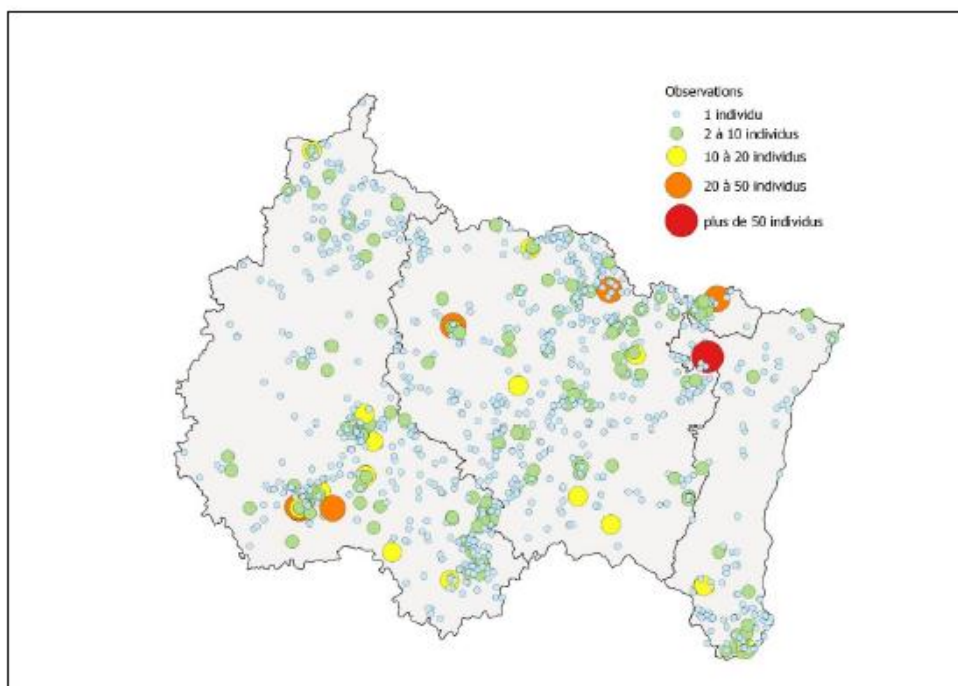 Observations
1 individu
2 à 10 individus
10 à 20 individus
20 à 50 individus
plus de 50 individus